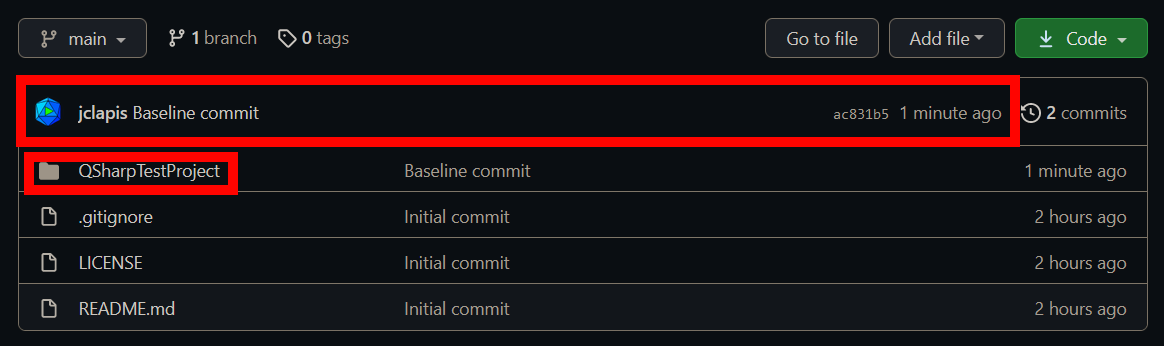 main 1 branch 0 tags Go to file Add file Code
jclapis Baseline commit ac831b5 1 minute ago 2 commits
QSharpTestProject Baseline commit 1 minute ago
.gitignore Initial commit 2 hours ago
LICENSE Initial commit 2 hours ago
README.md Initial commit 2 hours ago